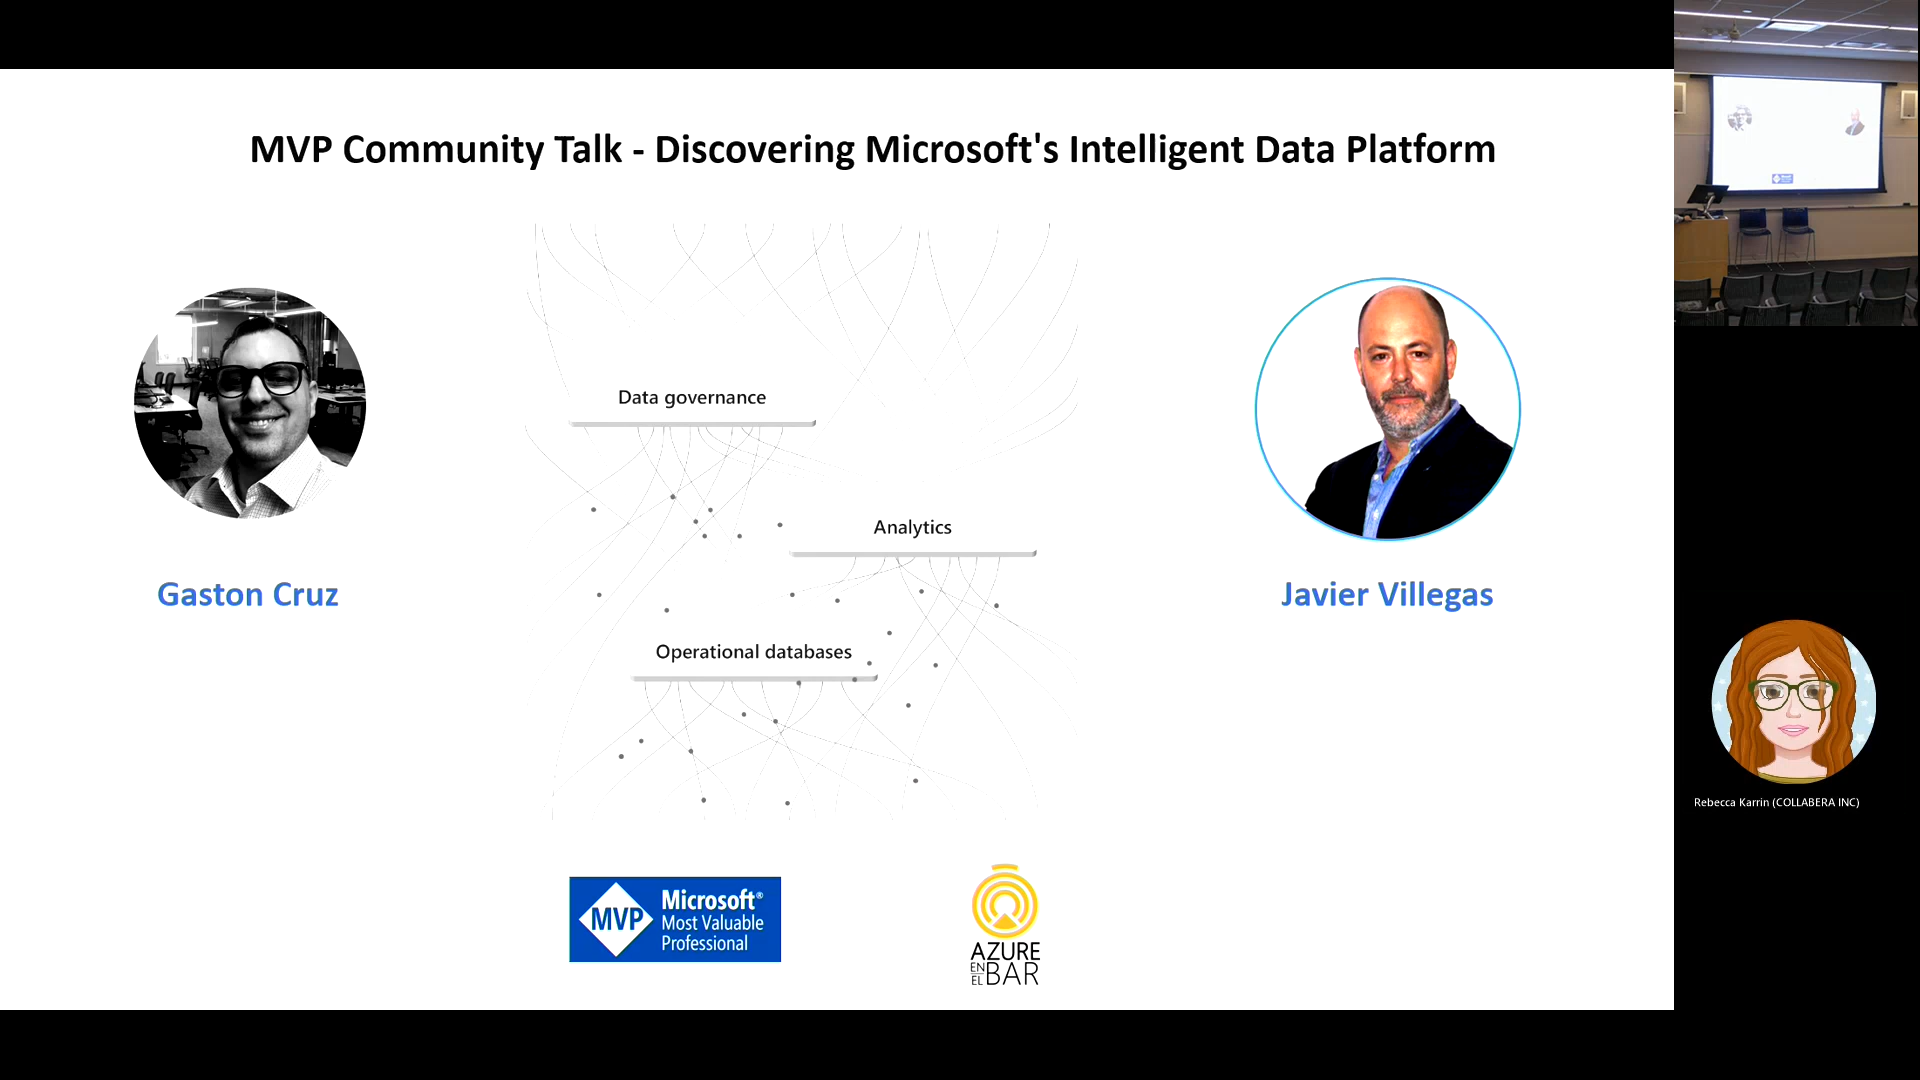 MVP Community Talk - Discovering Microsoft's Intelligent Data Platform
Data governance
Analytics
Operational databases
Gaston Cruz
Javier Villegas
MVP
Microsoft®
Most Valuable
Professional
AZURE
EN
EL
BAR
Rebecca Karrin (COLLABERA INC)